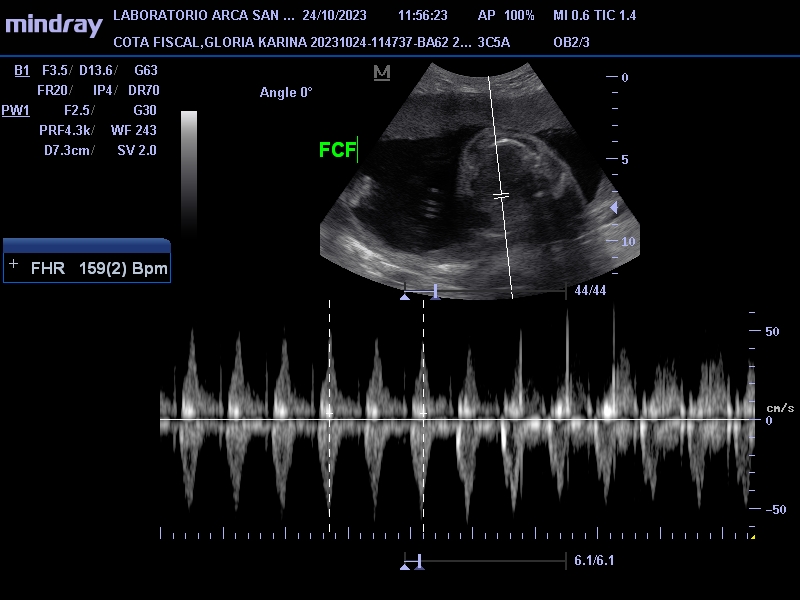 mindray
LABORATORIO ARCA SAN ... 24/10/2023 11:56:23 AP 100% MI 0.6 TIC 1.4
COTA FISCAL,GLORIA KARINA 20231024-114737-BA62 2... 3C5A OB2/3
B1 F3.5/ D13.6/ G63
FR20/ IP4/ DR70
PW1 F2.5/ G30
PRF4.3k/ WF 243
D7.3cm/ SV 2.0
Angle 0°
M
FCF
0
5
10
+ FHR 159(2) Bpm
44/44
50
cm/s
0
-50
6.1/6.1